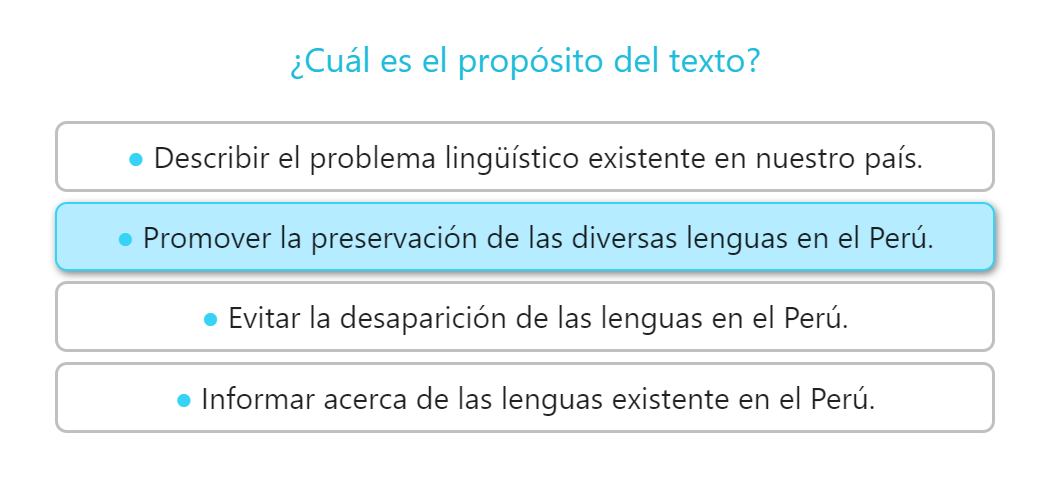 ¿Cuál es el propósito del texto?
• Describir el problema lingüístico existente en nuestro país.
• Promover la preservación de las diversas lenguas en el Perú.
• Evitar la desaparición de las lenguas en el Perú.
• Informar acerca de las lenguas existente en el Perú.